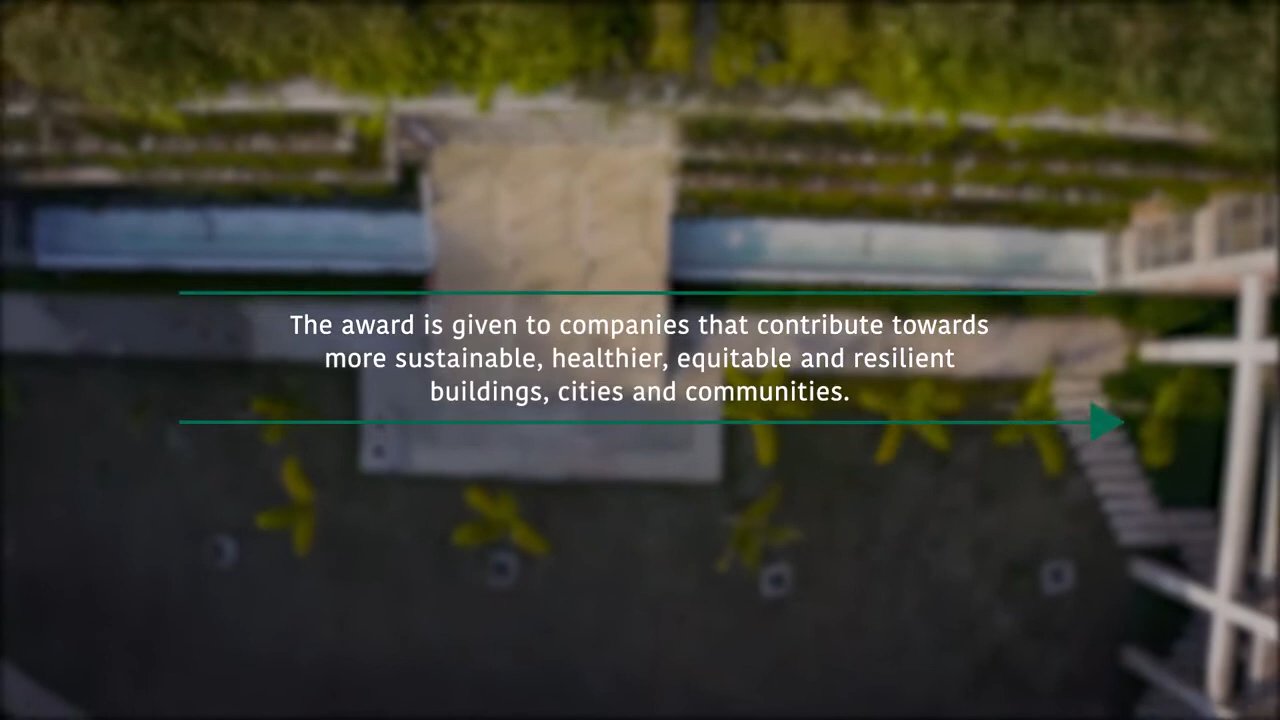 The award is given to companies that contribute towards
more sustainable, healthier, equitable and resilient
buildings, cities and communities.